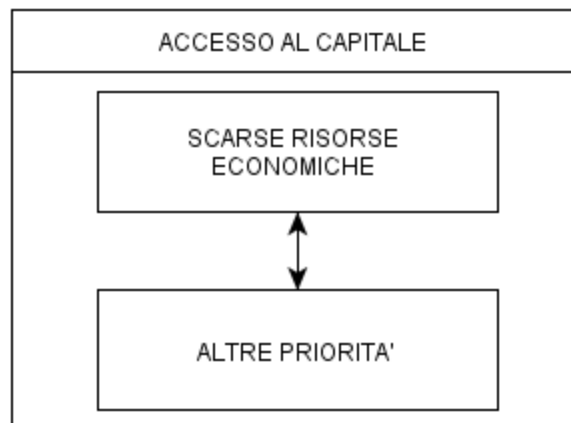 ACCESSO AL CAPITALE
SCARSE RISORSE
ECONOMICHE
ALTRE PRIORITA'